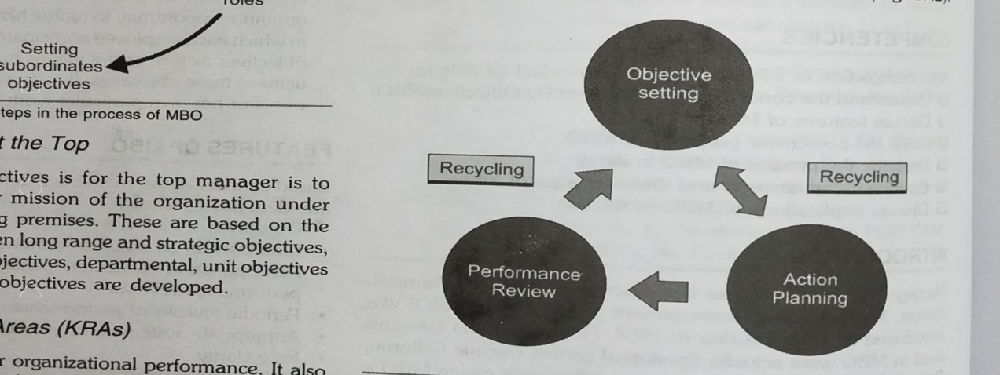 roles
Setting
subordinates
objectives
teps in the process of MBO
t the Top
ctives is for the top manager is to
r mission of the organization under
g premises. These are based on the
en long range and strategic objectives,
bjectives, departmental, unit objectives
objectives are developed.
Areas (KRAs)
r organizational performance. It also
Objective
setting
Recycling
Recycling
Performance
Review
Action
Planning